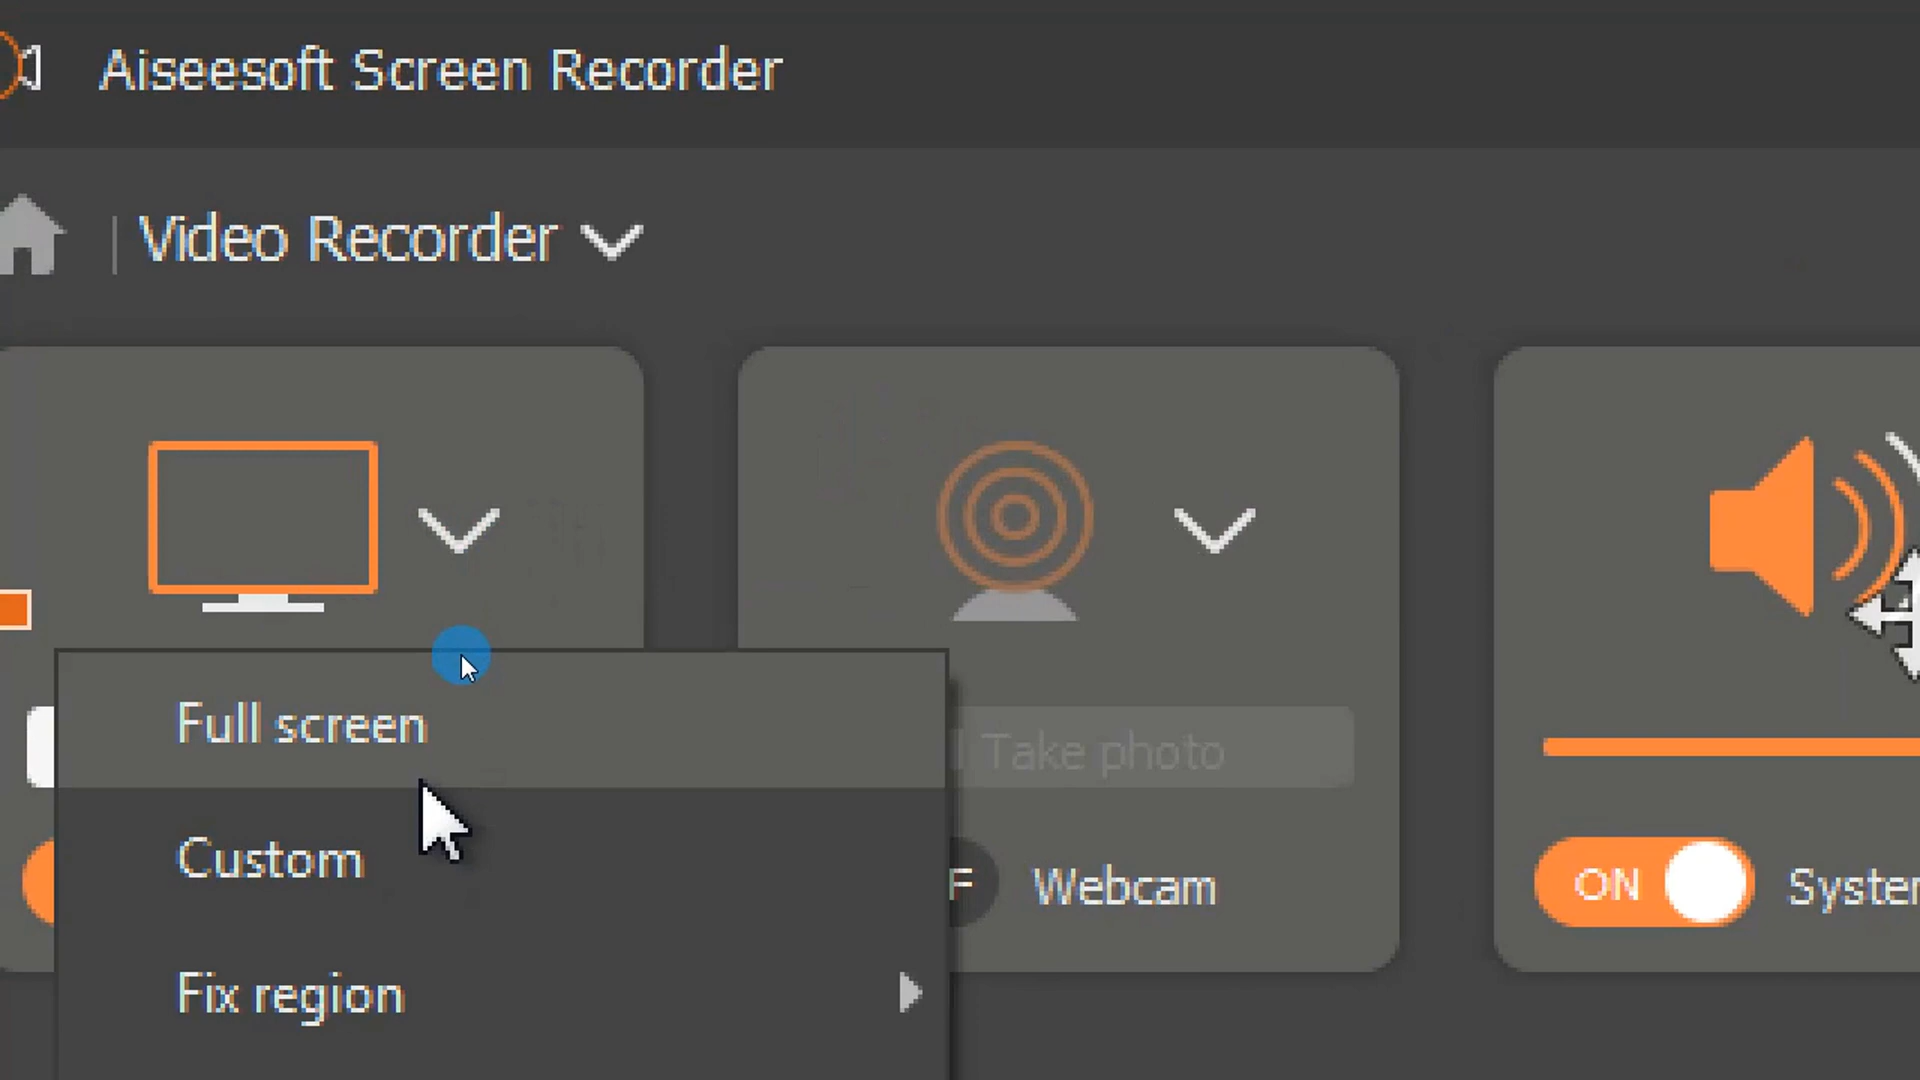 Aiseesoft Screen Recorder
Video Recorder
Full screen
Custom
Fix region
Take photo
Webcam
ON